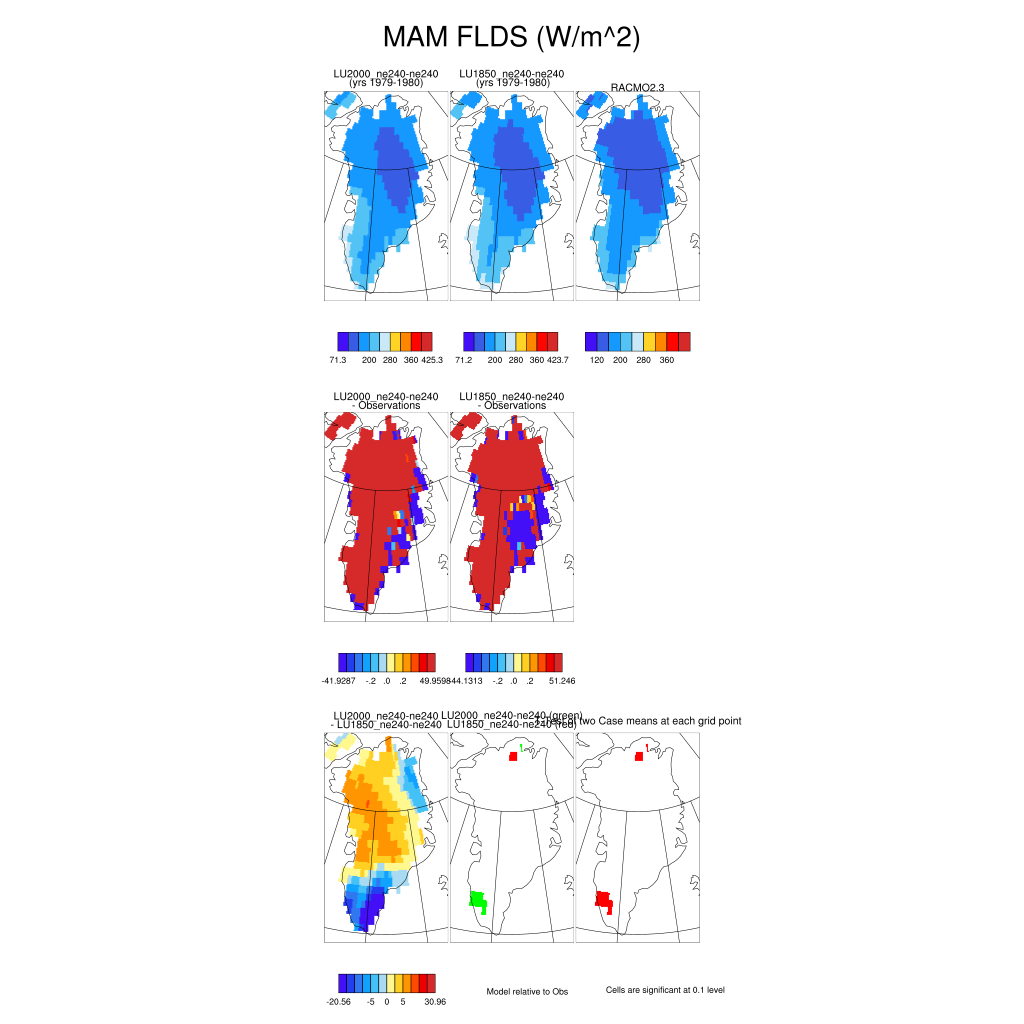 MAM FLDS (W/m^2)
LU2000_ne240-ne240
(yrs 1979-1980)
LU1850_ne240-ne240
(yrs 1979-1980)
RACMO2.3
71.3 200 280 360 425.3
71.2 200 280 360 423.7
120 200 280 360
LU2000_ne240-ne240
- Observations
LU1850_ne240-ne240
- Observations
-41.9287 -.2 .0 .2 49.9598
-44.1313 -.2 .0 .2 51.246
LU2000_ne240-ne240
- LU1850_ne240-ne240
LU2000_ne240-ne240 (green)
LU1850_ne240-ne240 (red)
of two Case means at each grid point
-20.56 -5 0 5 30.96
Model relative to Obs
Cells are significant at 0.1 level